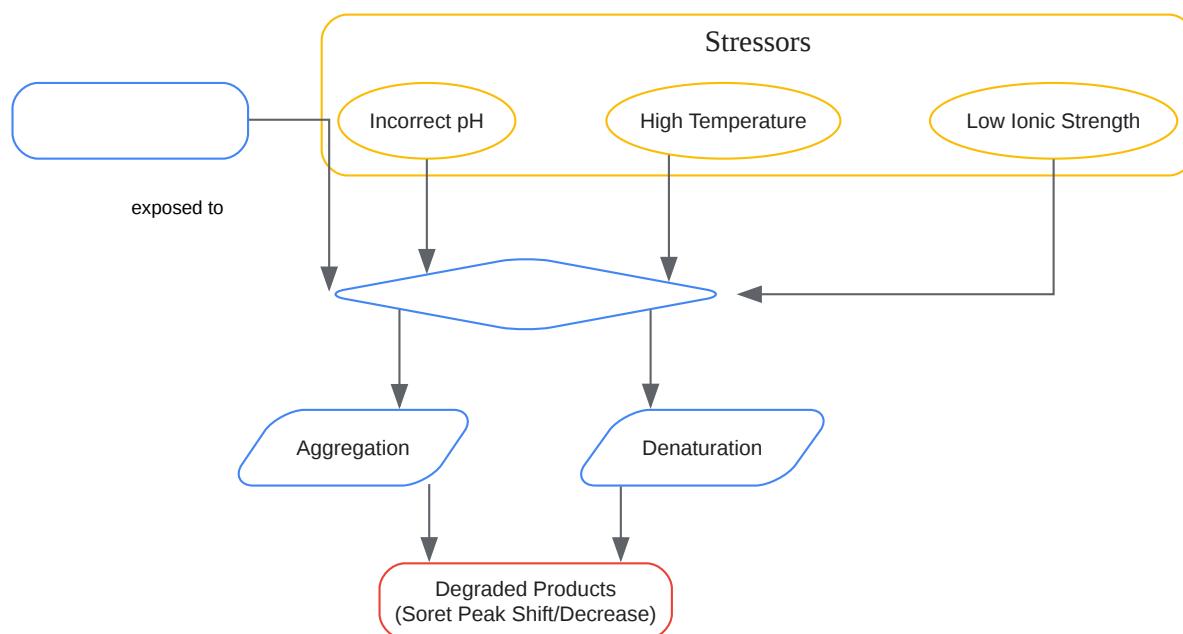 Stressors
Incorrect pH
High Temperature
Low Ionic Strength
exposed to
Aggregation
Denaturation
Degraded Products
(Soret Peak Shift/Decrease)